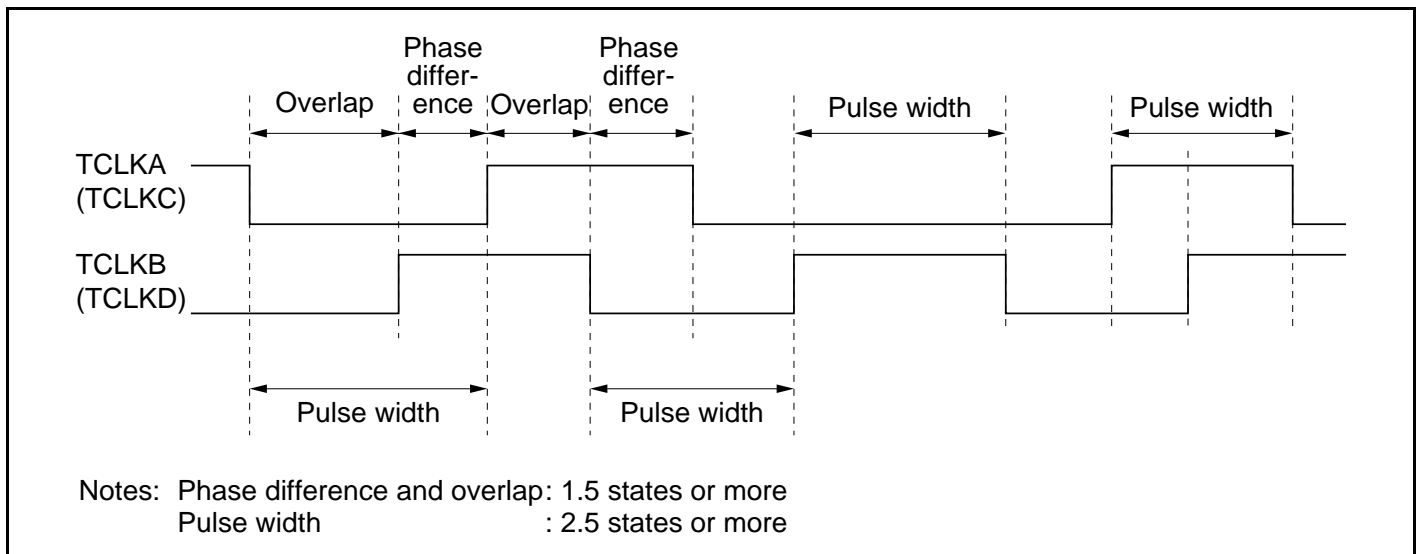 Phase
differ-
ence
Phase
differ-
ence
Overlap
Overlap
Pulse width
Pulse width
TCLKA
(TCLKC)
TCLKB
(TCLKD)
Pulse width
Pulse width
Notes: Phase difference and overlap: 1.5 states or more
Pulse width : 2.5 states or more